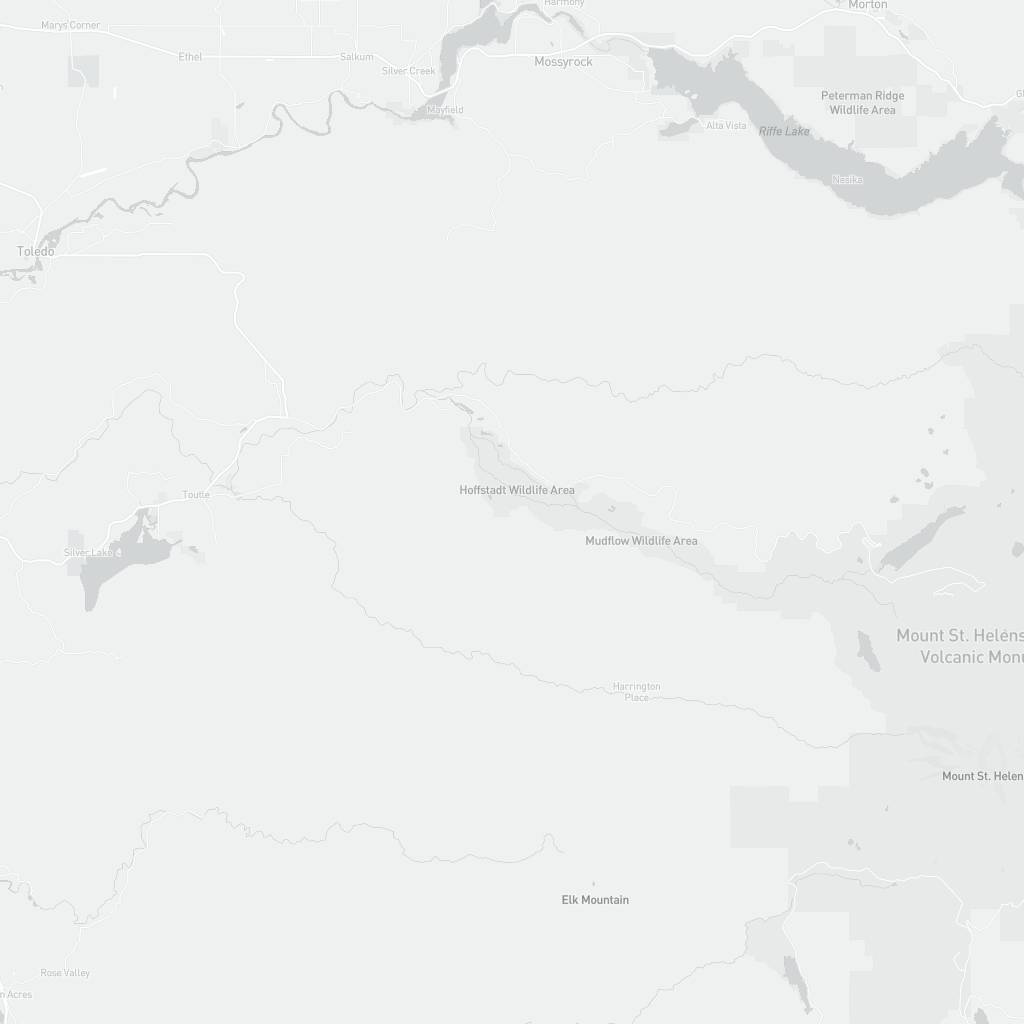 Harmony
Morton
Marys Corner
Ethel
Salkum
Mossyrock
Silver Creek
Peterman Ridge
Wildlife Area
Mayfield
Alta Vista
Riffe Lake
Nesika
Toledo
Hoffstadt Wildlife Area
Toutle
Mudflow Wildlife Area
Silver Lake
Mount St. Helens
Volcanic Monu
Harrington
Place
Mount St. Helen
Elk Mountain
Rose Valley
n Acres